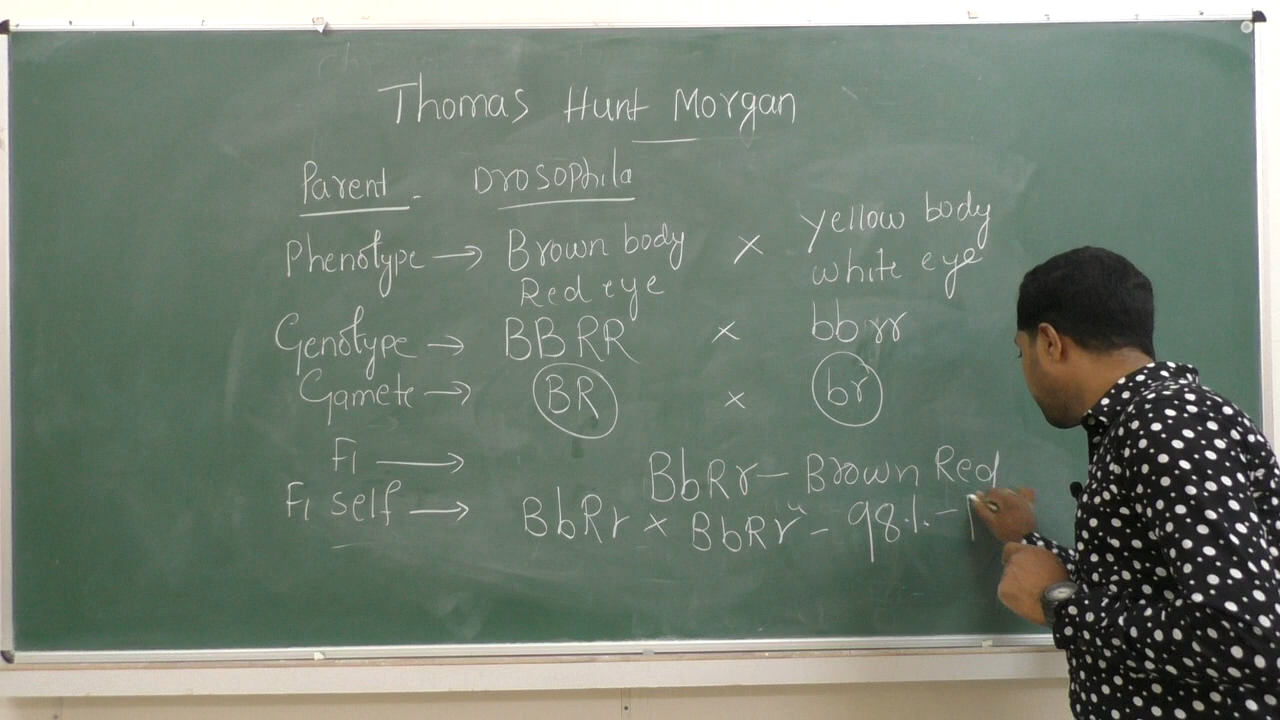 Thomas Hunt Morgan
Parent - Drosophila
Phenotype → Brown body × yellow body
Red eye white eye
Genotype → BBRR × bbrr
Gamete → BR × br
F1 → BbRr - Brown Red
F1 self → BbRr × BbRr - 98% -